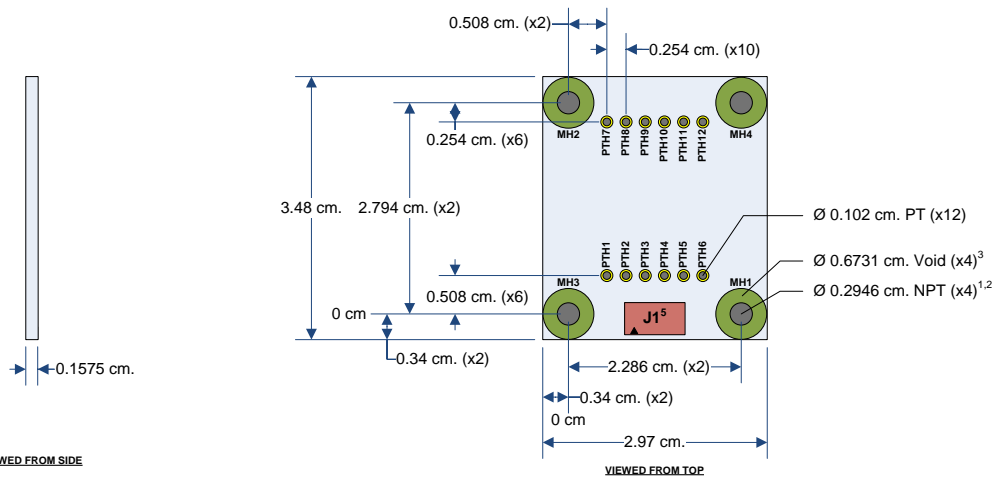 0.508 cm. (x2)
0.254 cm. (x10)
MH2
MH4
PTH7
PTH8
PTH9
PTH10
PTH11
PTH12
0.254 cm. (x6)
3.48 cm.
2.794 cm. (x2)
Ø 0.102 cm. PT (x12)
PTH1
PTH2
PTH3
PTH4
PTH5
PTH6
Ø 0.6731 cm. Void (x4)³
MH3
MH1
Ø 0.2946 cm. NPT (x4)¹,²
0.508 cm. (x6)
0 cm
J1⁵
0.34 cm. (x2)
2.286 cm. (x2)
0.1575 cm.
0.34 cm. (x2)
0 cm
2.97 cm.
WED FROM SIDE
VIEWED FROM TOP